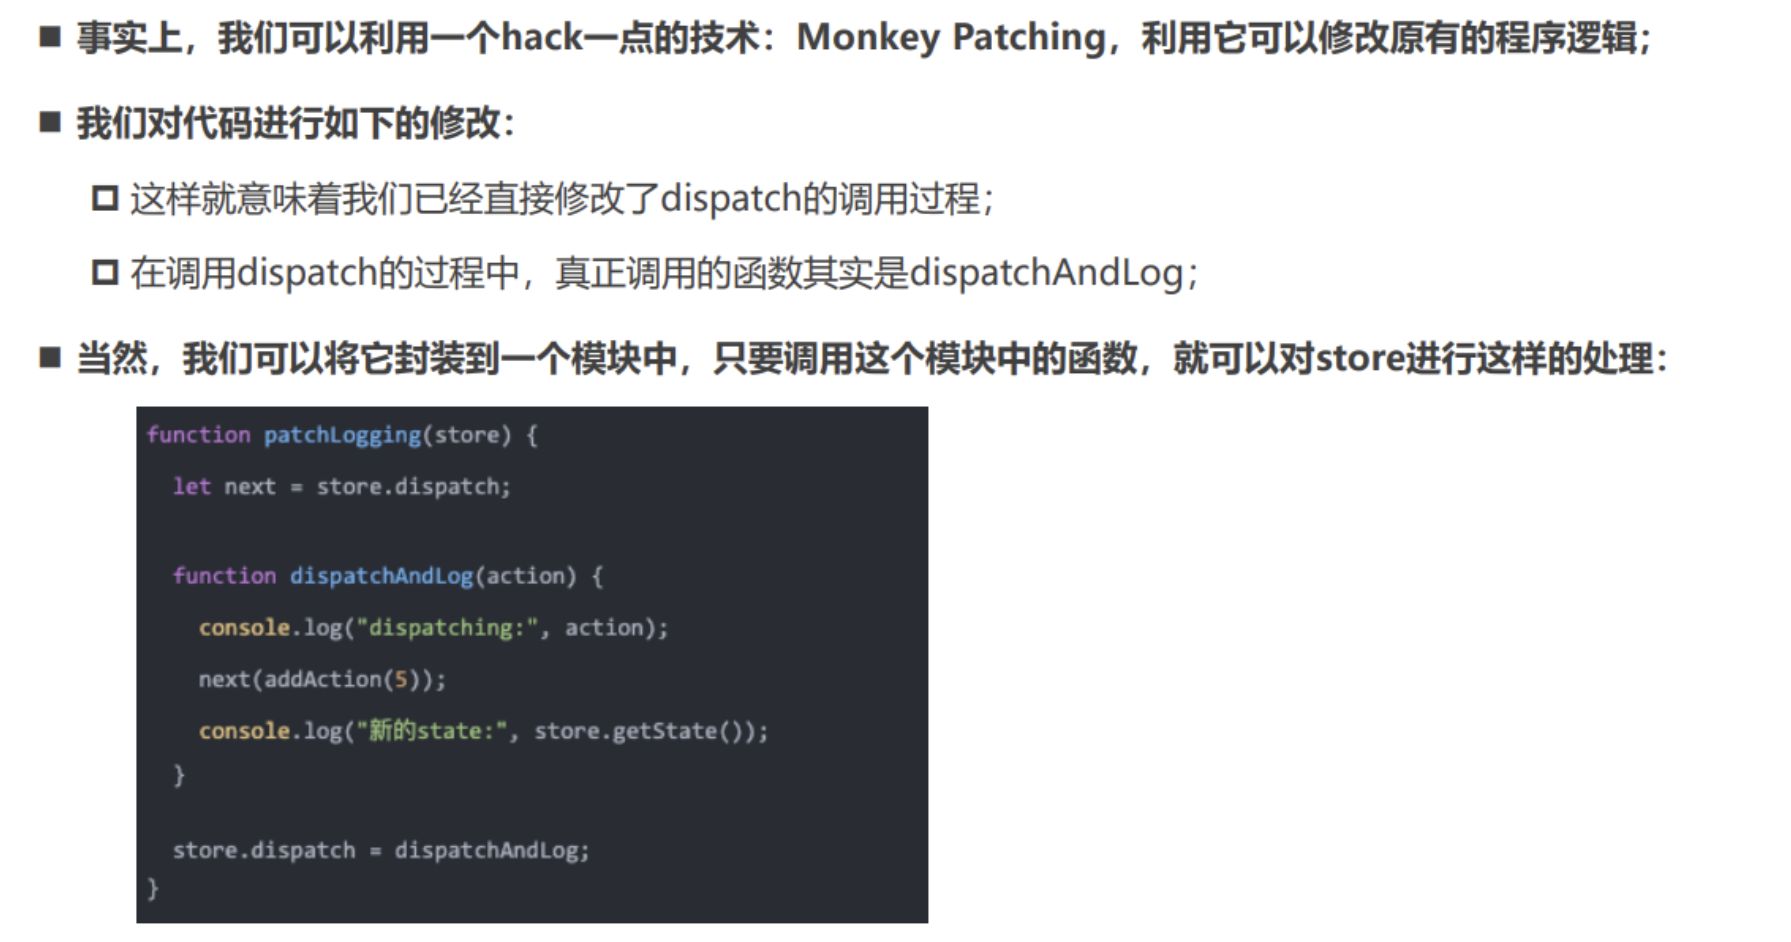 事实上，我们可以利用一个hack一点的技术：Monkey Patching，利用它可以修改原有的程序逻辑；
我们对代码进行如下的修改：
这样就意味着我们已经直接修改了dispatch的调用过程；
在调用dispatch的过程中，真正调用的函数其实是dispatchAndLog；
当然，我们可以将它封装到一个模块中，只要调用这个模块中的函数，就可以对store进行这样的处理：
function patchLogging(store) {
let next = store.dispatch;
function dispatchAndLog(action) {
console.log("dispatching:", action);
next(addAction(5));
console.log("新的state:", store.getState());
}
store.dispatch = dispatchAndLog;
}